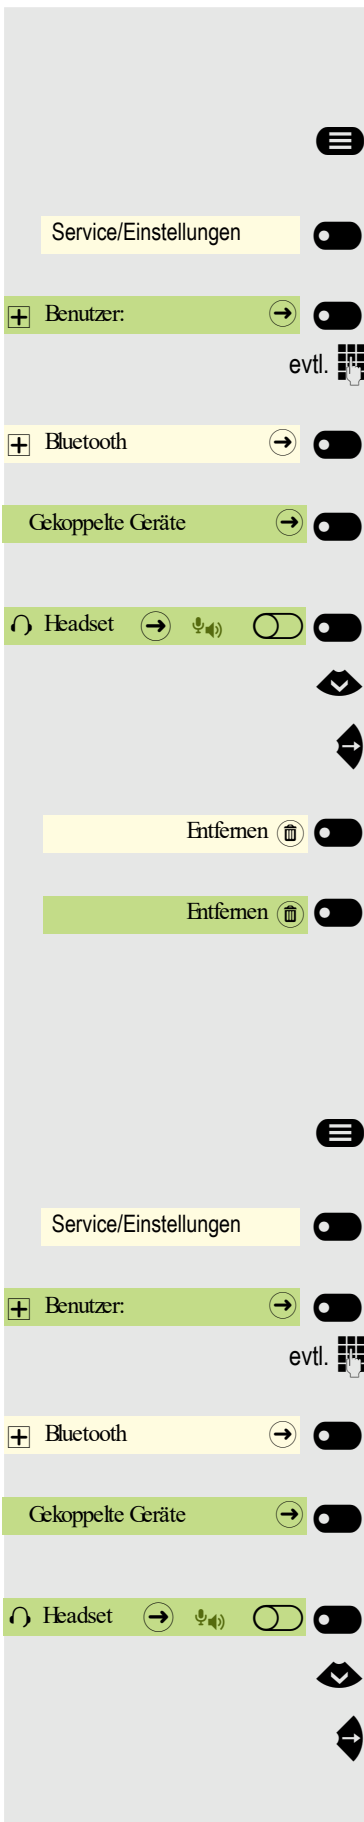 Service/Einstellungen
Benutzer:
evtl.
Bluetooth
Gekoppelte Geräte
Headset
Entfernen
Entfernen
Service/Einstellungen
Benutzer:
evtl.
Bluetooth
Gekoppelte Geräte
Headset